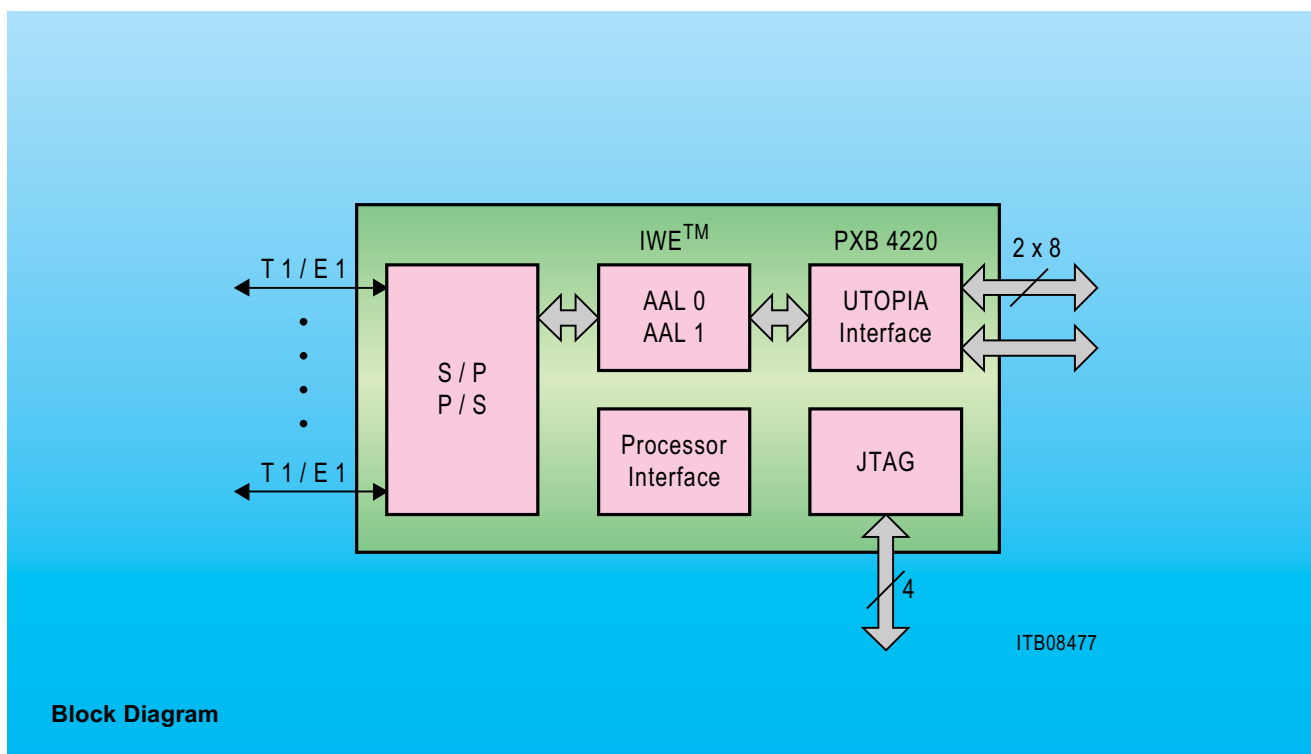 IWE™ PXB 4220
2 x 8
T 1 / E 1
AAL 0
AAL 1
UTOPIA
Interface
S / P
P / S
Processor
Interface
JTAG
T 1 / E 1
4
ITB08477
Block Diagram